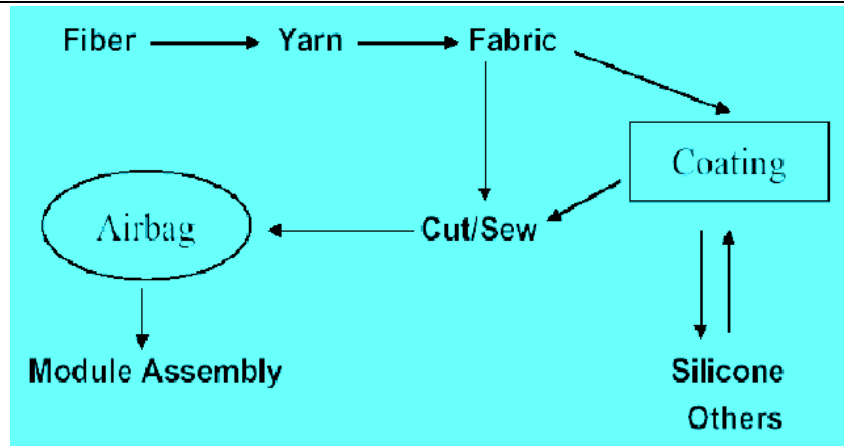 Fiber Yarn Fabric
Coating
Airbag Cut/Sew
Module Assembly Silicone
Others